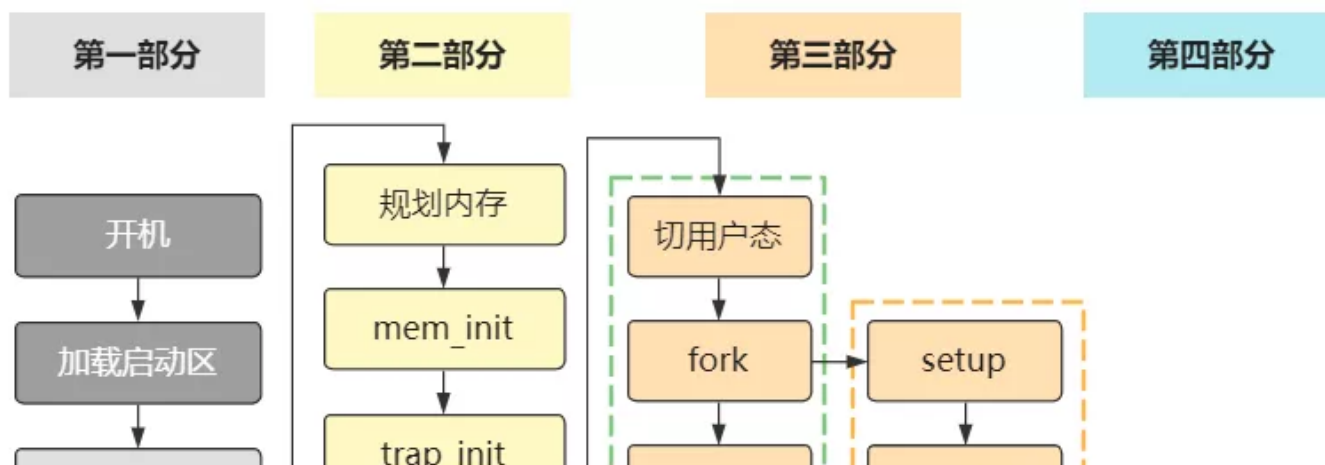 第一部分
第二部分
第三部分
第四部分
开机
加载启动区
规划内存
mem_init
trap_init
切用户态
fork
setup